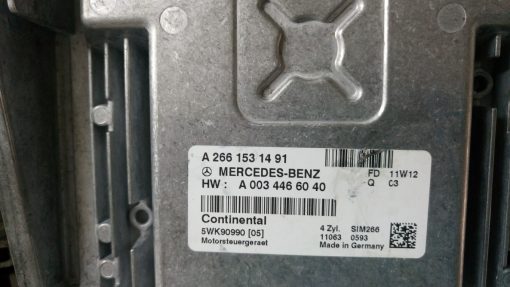 A 266 153 14 91
MERCEDES-BENZ FD 11W12
HW : A 003 446 60 40 Q 03
Continental
5WK90990 [05] 4 Zyl. SIM266
Motorsteuergeraet 11063 0593
Made in Germany